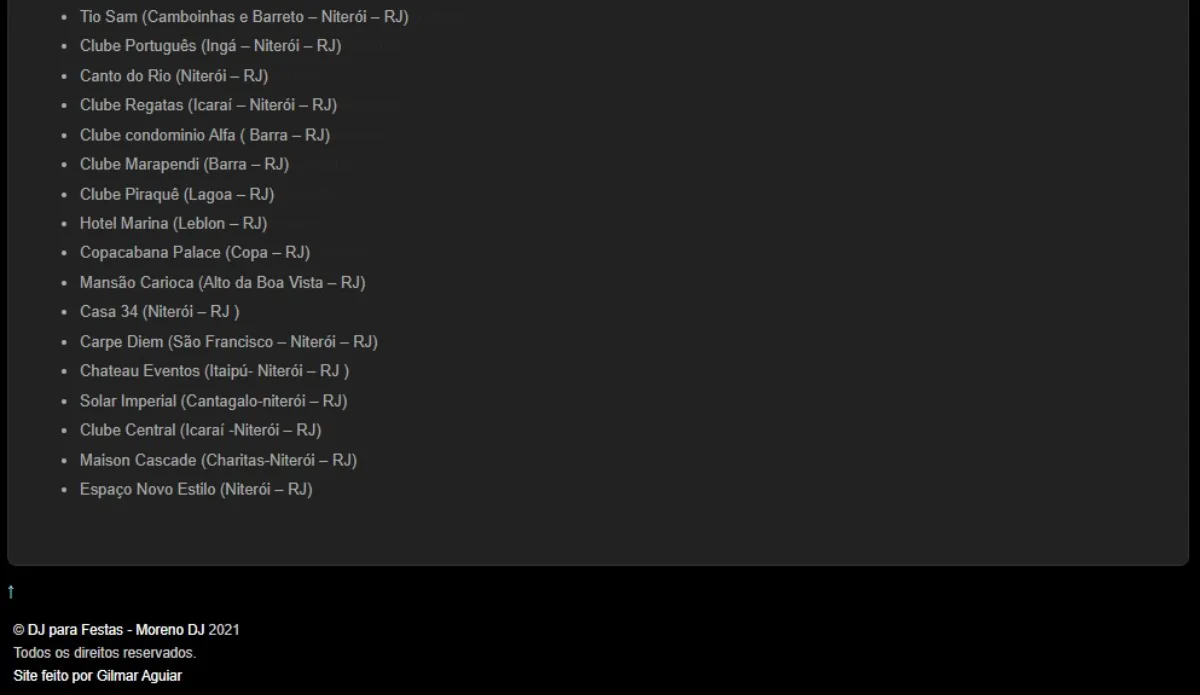 • Tio Sam (Camboinhas e Barreto – Niterói – RJ)
• Clube Português (Ingá – Niterói – RJ)
• Canto do Rio (Niterói – RJ)
• Clube Regatas (Icaraí – Niterói – RJ)
• Clube condominio Alfa ( Barra – RJ)
• Clube Marapendi (Barra – RJ)
• Clube Piraquê (Lagoa – RJ)
• Hotel Marina (Leblon – RJ)
• Copacabana Palace (Copa – RJ)
• Mansão Carioca (Alto da Boa Vista – RJ)
• Casa 34 (Niterói – RJ )
• Carpe Diem (São Francisco – Niterói – RJ)
• Chateau Eventos (Itaipú- Niterói – RJ )
• Solar Imperial (Cantagalo-niterói – RJ)
• Clube Central (Icaraí -Niterói – RJ)
• Maison Cascade (Charitas-Niterói – RJ)
• Espaço Novo Estilo (Niterói – RJ)
↑
© DJ para Festas - Moreno DJ 2021
Todos os direitos reservados.
Site feito por Gilmar Aguiar